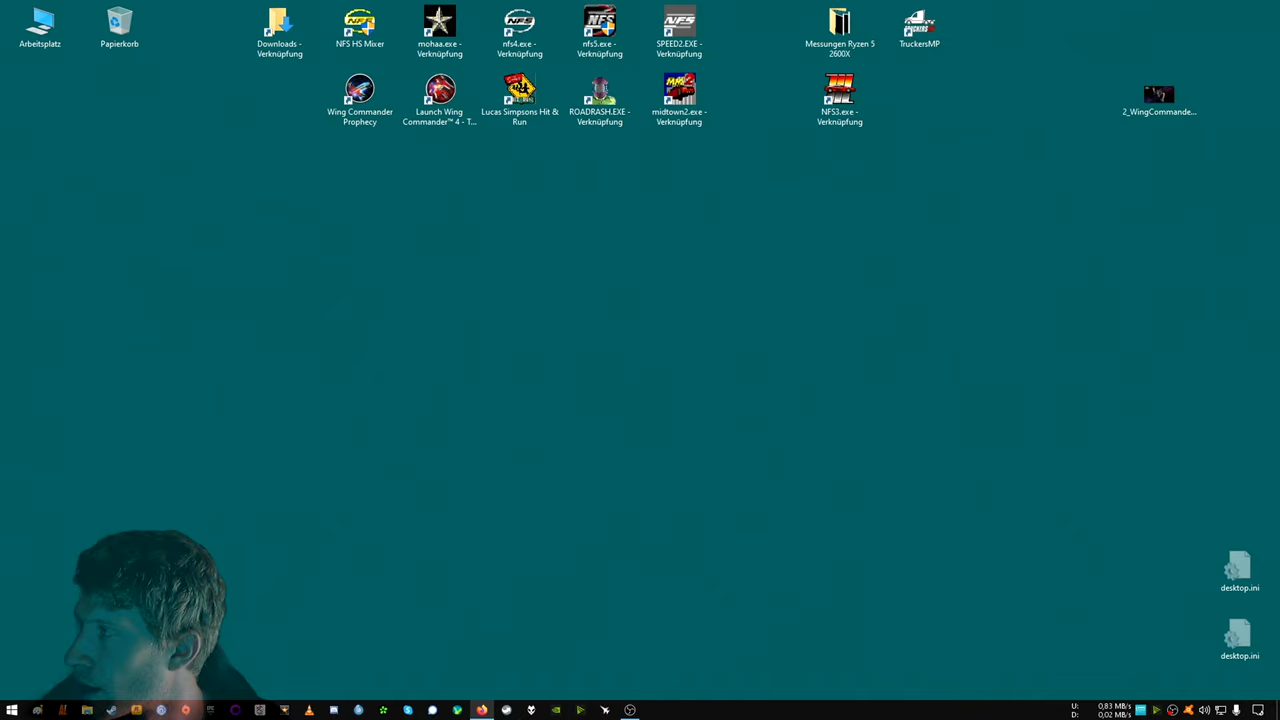 Arbeitsplatz
Papierkorb
Downloads -
Verknüpfung
NFS HS Mixer
mohaa.exe -
Verknüpfung
nfs4.exe -
Verknüpfung
nfs5.exe -
Verknüpfung
SPEED2.EXE -
Verknüpfung
Messungen Ryzen 5
2600X
TruckersMP
Wing Commander
Prophecy
Launch Wing
Commander™ 4 - T...
Lucas Simpsons Hit &
Run
ROADRASH.EXE -
Verknüpfung
midtown2.exe -
Verknüpfung
NFS3.exe -
Verknüpfung
2_WingCommande...
desktop.ini
desktop.ini
U: 0,83 MB/s
D: 0,02 MB/s